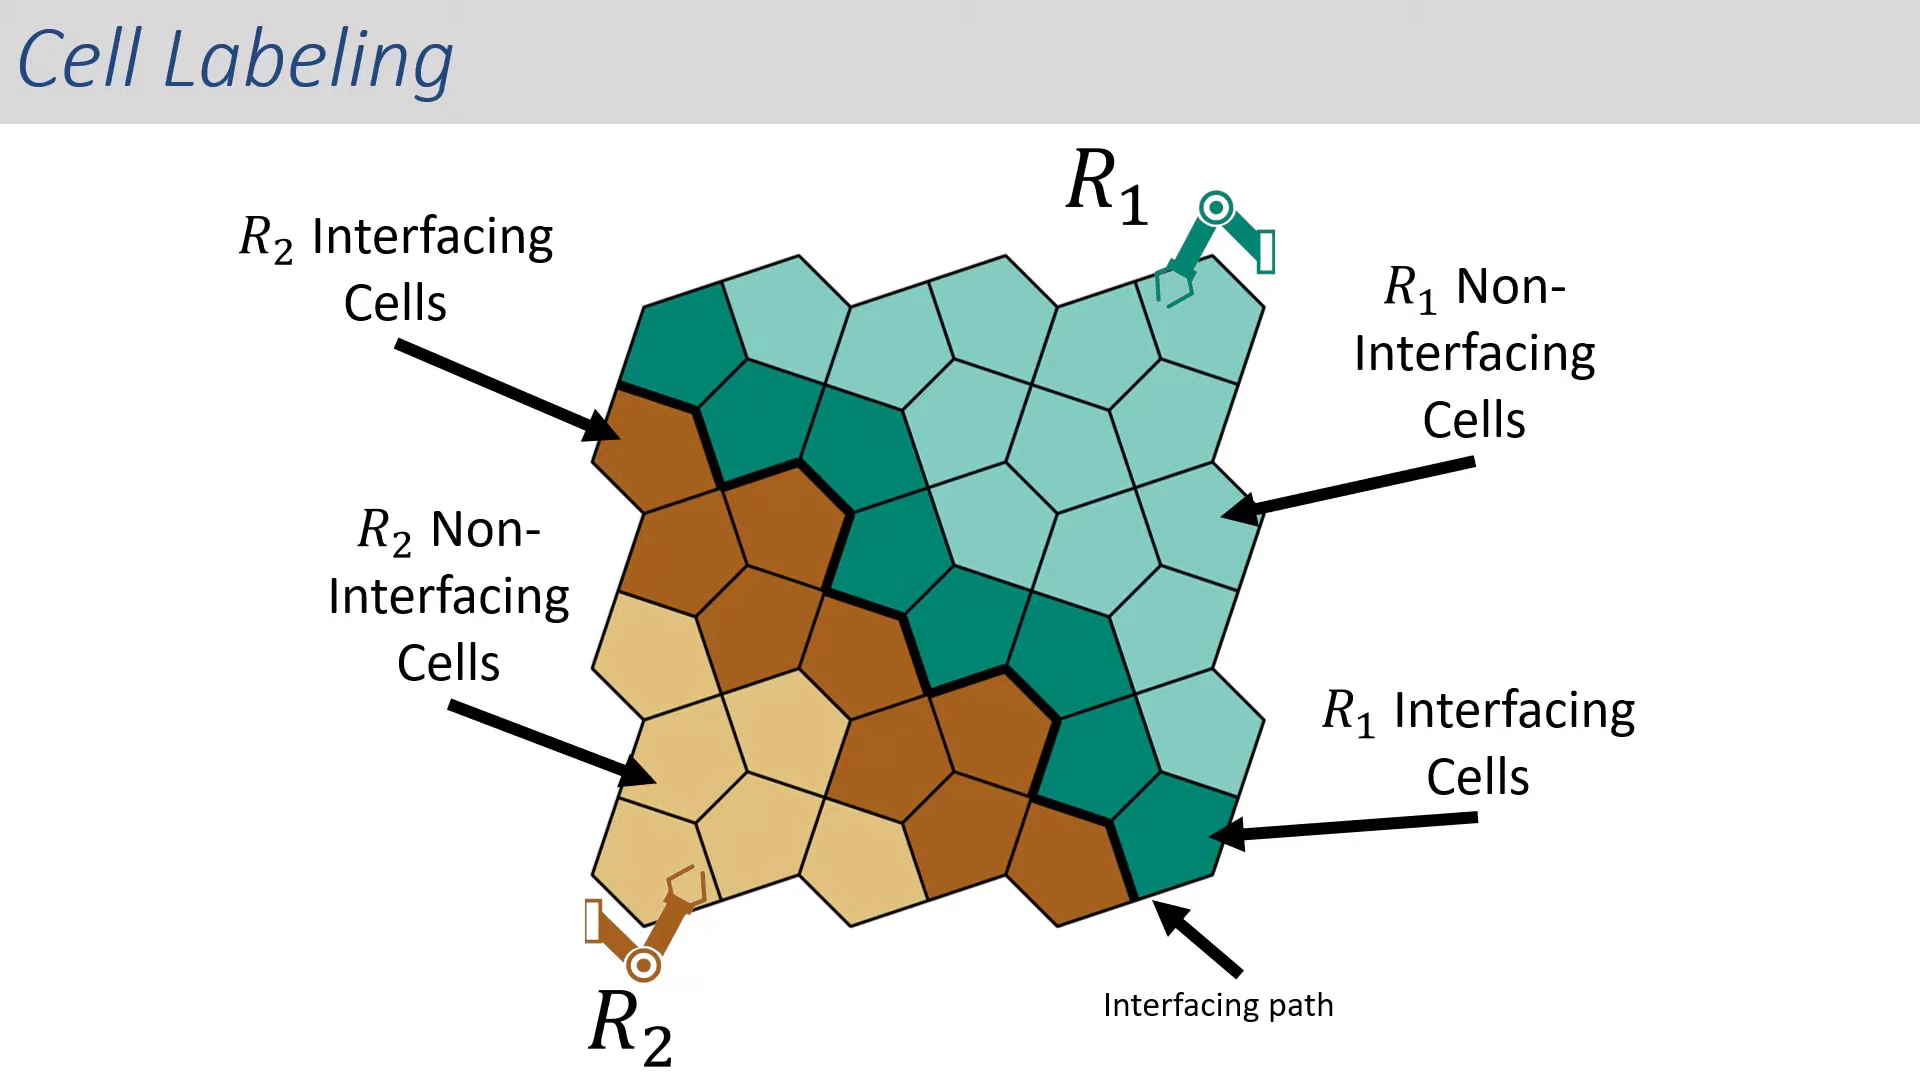 Cell Labeling
R₁
R₂ Interfacing
Cells
R₁ Non-
Interfacing
Cells
R₂ Non-
Interfacing
Cells
R₁ Interfacing
Cells
Interfacing path
R₂